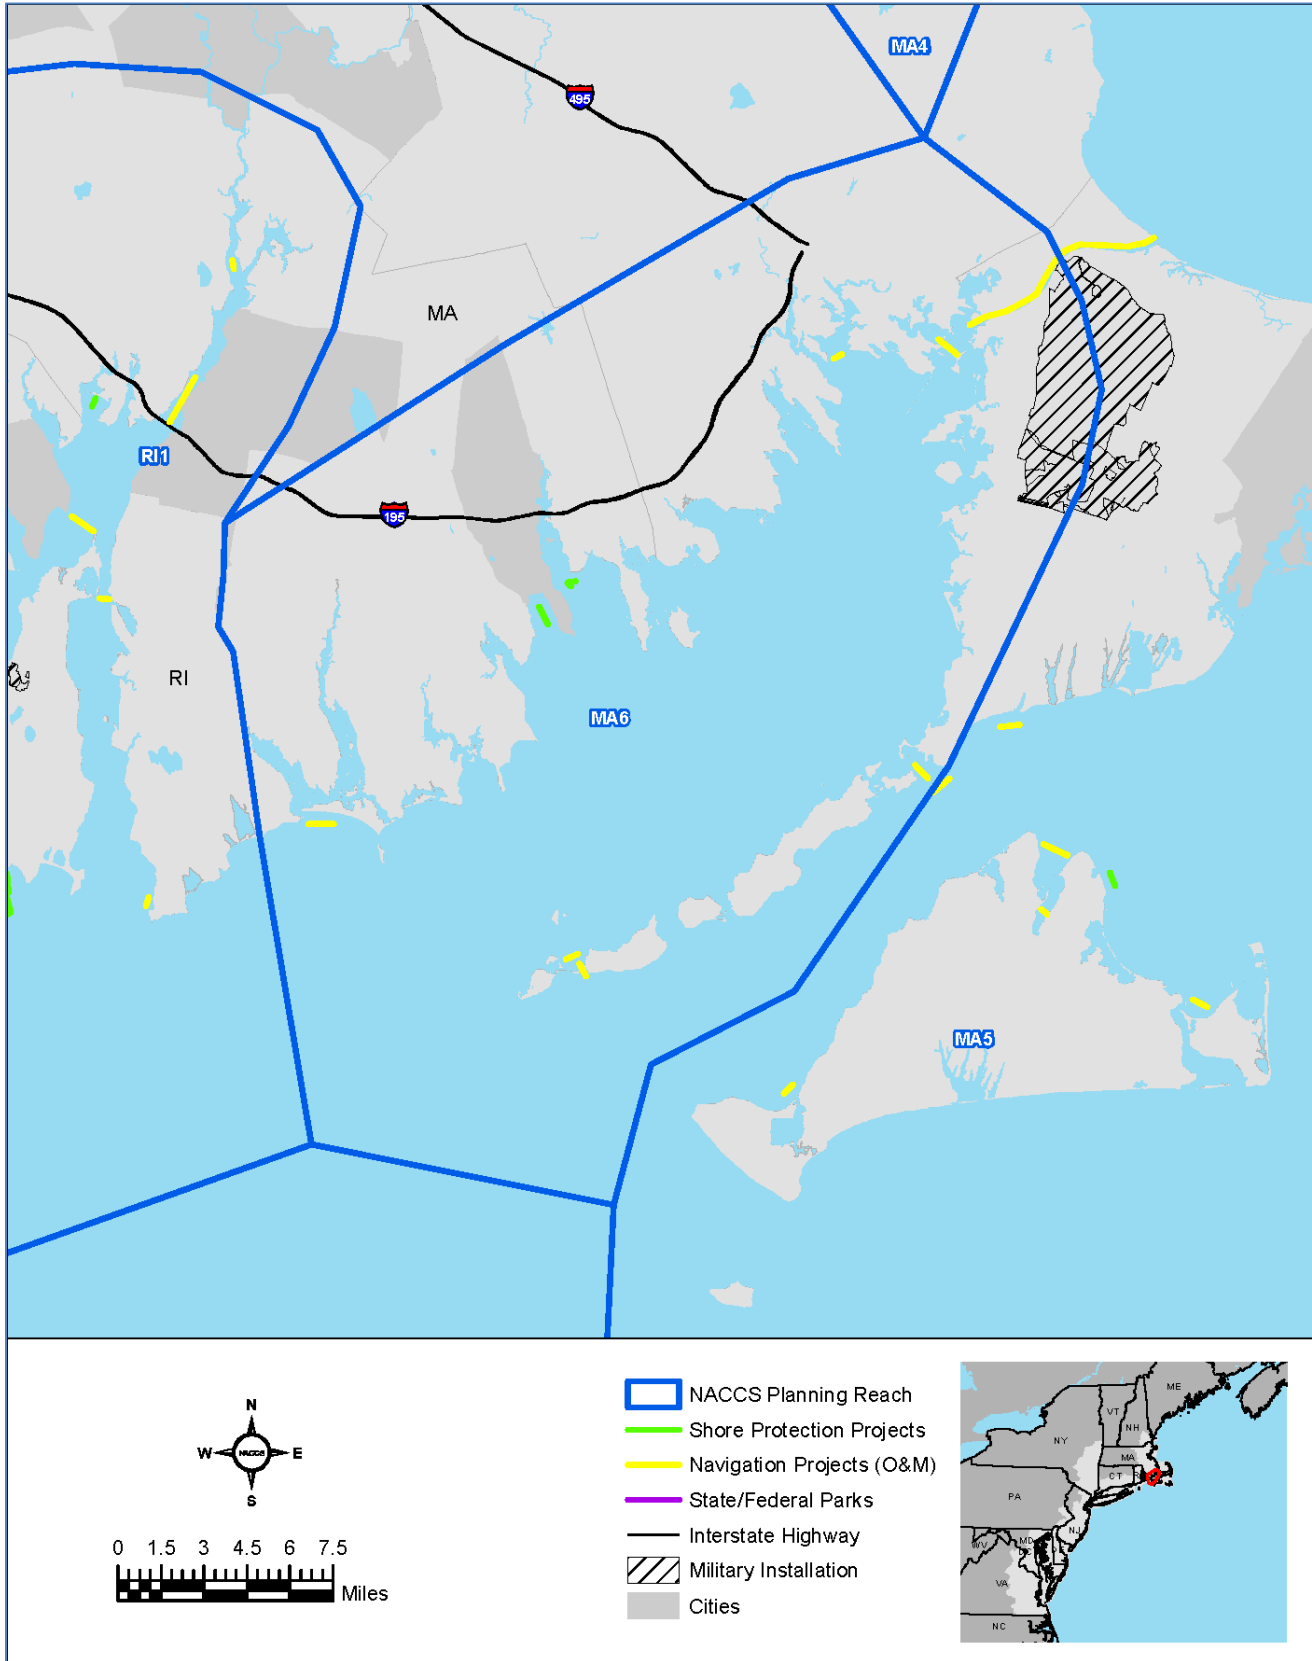 MA4
495
MA
RI1
195
RI
MA6
MA5
N
W NACCS E
S
0 1.5 3 4.5 6 7.5
Miles
NACCS Planning Reach
Shore Protection Projects
Navigation Projects (O&M)
State/Federal Parks
Interstate Highway
Military Installation
Cities
ME
VT
NH
NY
MA
CT
PA
NJ
MD
WV
VA
NC